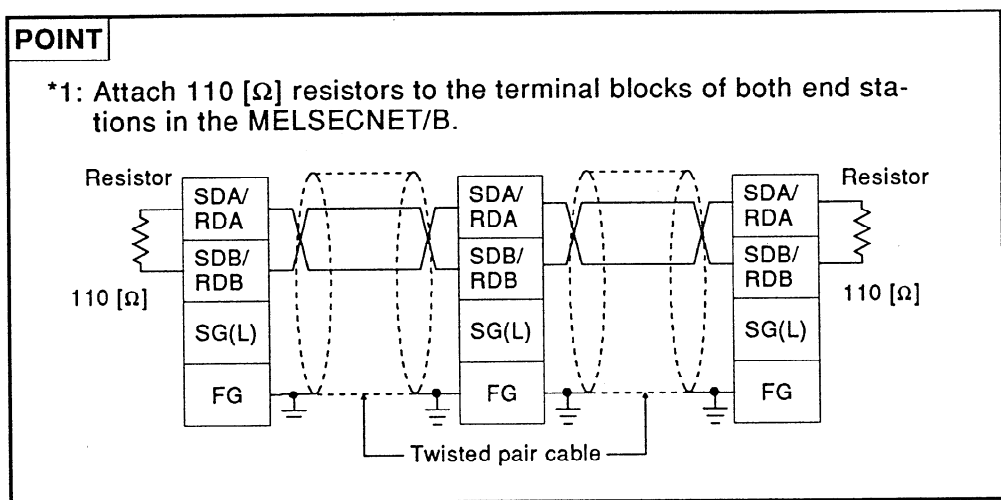 POINT
*1: Attach 110 [Ω] resistors to the terminal blocks of both end sta-
tions in the MELSECNET/B.
Resistor
110 [Ω]
SDA/
RDA
SDB/
RDB
SG(L)
FG
SDA/
RDA
SDB/
RDB
SG(L)
FG
SDA/
RDA
SDB/
RDB
SG(L)
FG
Resistor
110 [Ω]
Twisted pair cable